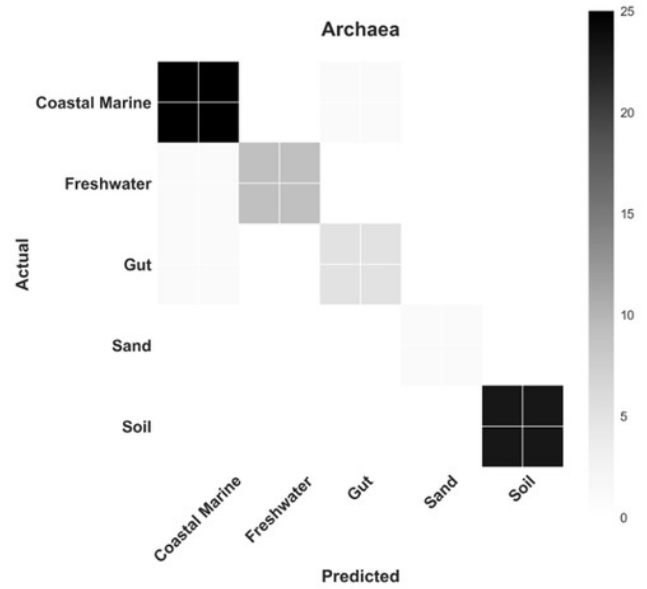 Archaea
Coastal Marine
Freshwater
Gut
Sand
Soil
Actual
Coastal Marine
Freshwater
Gut
Sand
Soil
Predicted
25
20
15
10
5
0